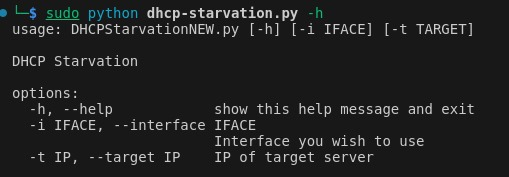 └─$ sudo python dhcp-starvation.py -h
usage: DHCPStarvationNEW.py [-h] [-i IFACE] [-t TARGET]
DHCP Starvation
options:
-h, --help show this help message and exit
-i IFACE, --interface IFACE
Interface you wish to use
-t IP, --target IP IP of target server